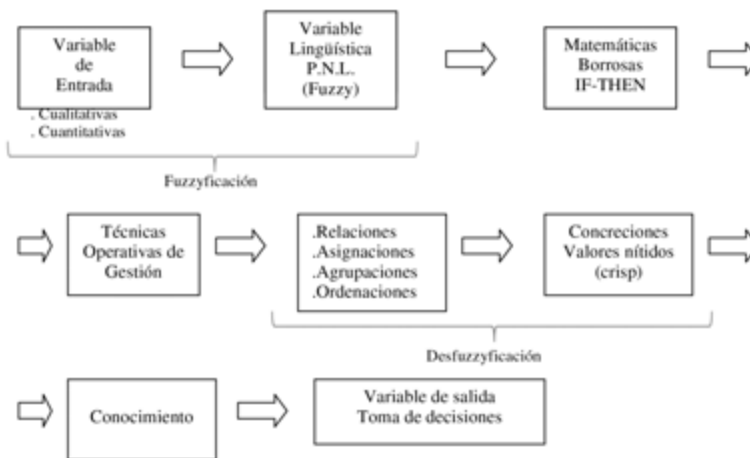 Variable
de
Entrada
. Cualitativas
. Cuantitativas
Variable
Lingüística
P.N.L.
(Fuzzy)
Matemáticas
Borrosas
IF-THEN
Fuzzyficación
Técnicas
Operativas de
Gestión
.Relaciones
.Asignaciones
.Agrupaciones
.Ordenaciones
Concreciones
Valores nítidos
(crisp)
Desfuzzyficación
Conocimiento
Variable de salida
Toma de decisiones